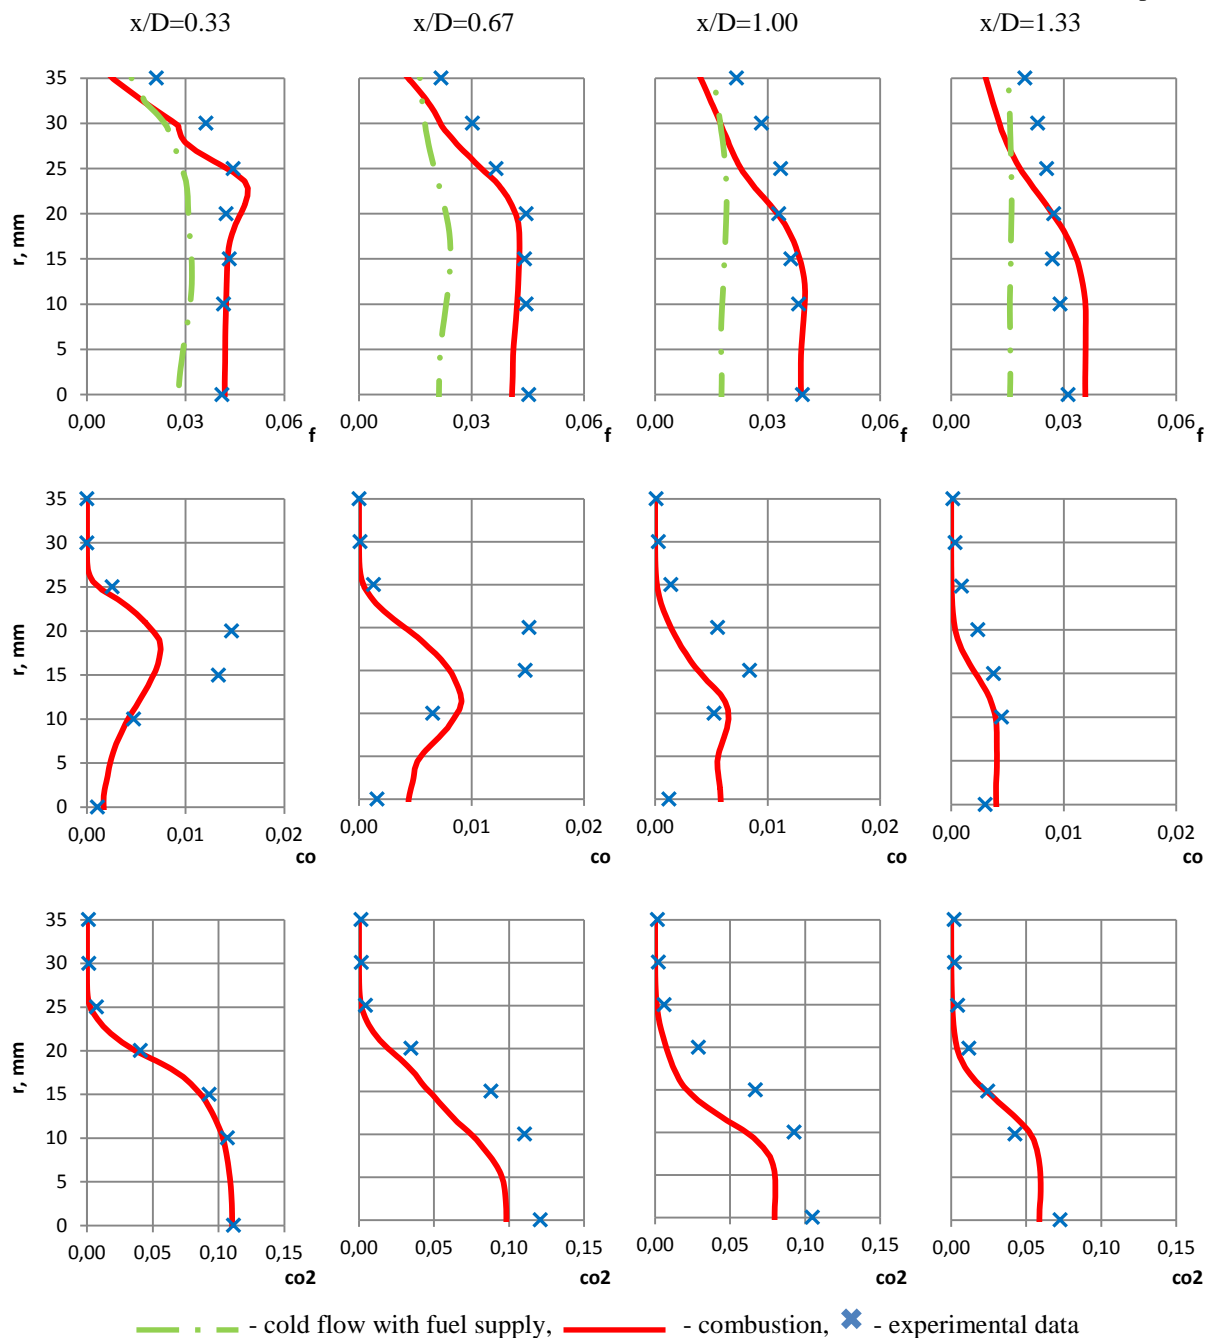 x/D=0.33 x/D=0.67 x/D=1.00 x/D=1.33
35
30
25
20
15
10
5
0
r, mm
0,00 0,03 0,06 0,00 0,03 0,06 0,00 0,03 0,06 0,00 0,03 0,06
f f f f
35
30
25
20
15
10
5
0
r, mm
0,00 0,01 0,02 0,00 0,01 0,02 0,00 0,01 0,02 0,00 0,01 0,02
co co co co
35
30
25
20
15
10
5
0
r, mm
0,00 0,05 0,10 0,15 0,00 0,05 0,10 0,15 0,00 0,05 0,10 0,15 0,00 0,05 0,10 0,15
co2 co2 co2 co2
- cold flow with fuel supply, - combustion, - experimental data